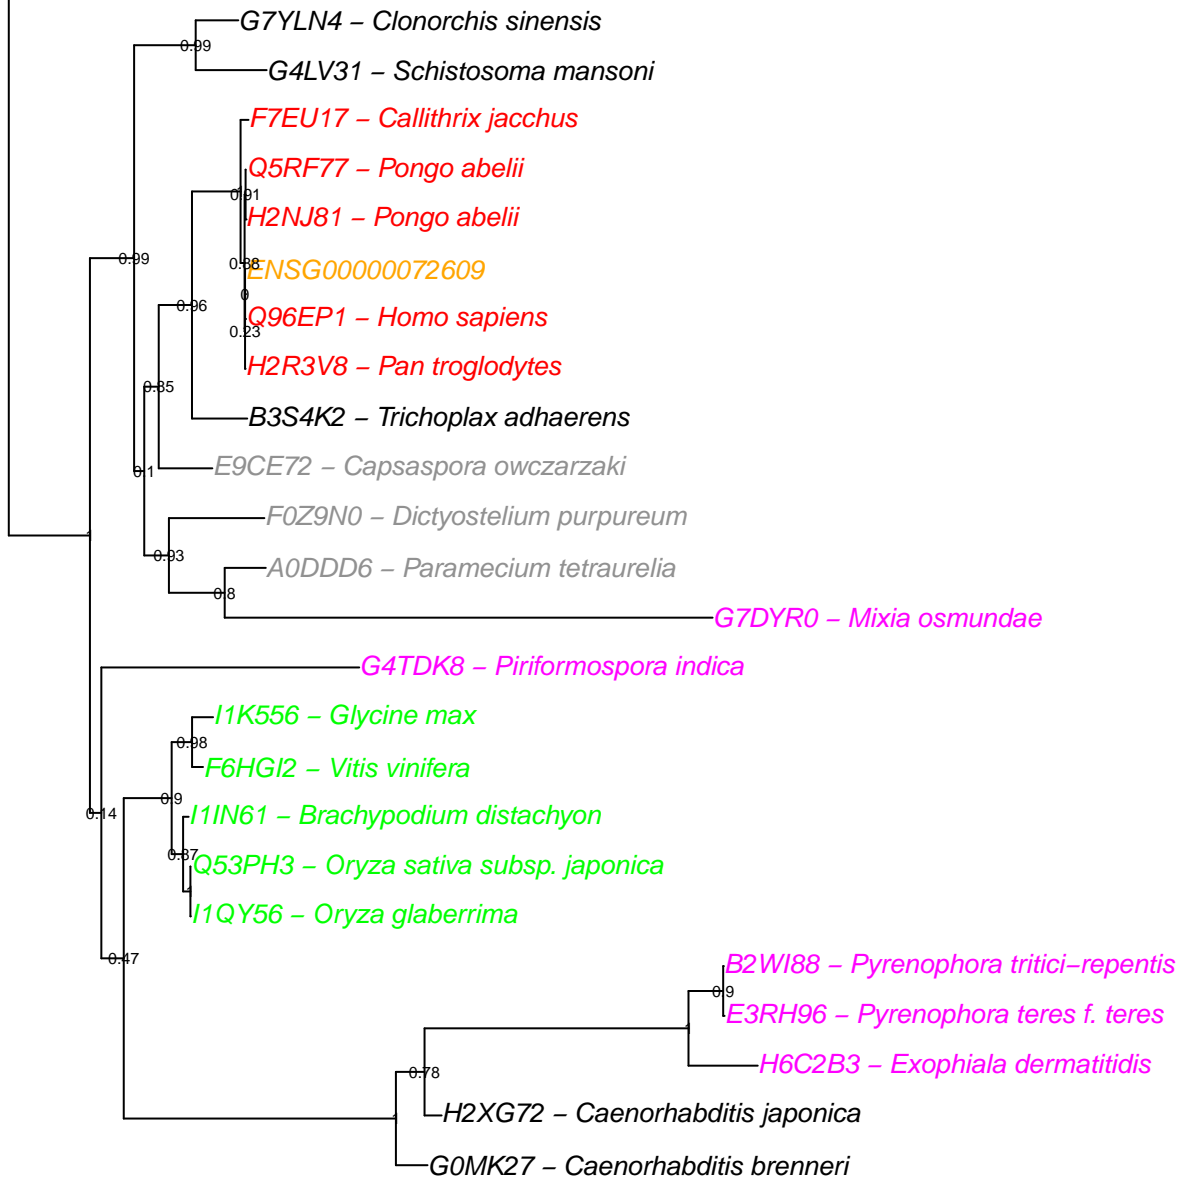 G7YLN4 – Clonorchis sinensis
0.99
G4LV31 – Schistosoma mansoni
F7EU17 – Callithrix jacchus
Q5RF77 – Pongo abelii
1
0.91
H2NJ81 – Pongo abelii
0.99
0.88
ENSG00000072609
0
0.96
Q96EP1 – Homo sapiens
0.23
H2R3V8 – Pan troglodytes
0.85
B3S4K2 – Trichoplax adhaerens
E9CE72 – Capsaspora owczarzaki
0.1
F0Z9N0 – Dictyostelium purpureum
1
0.93
A0DDD6 – Paramecium tetraurelia
0.8
G7DYR0 – Mixia osmundae
G4TDK8 – Piriformospora indica
I1K556 – Glycine max
0.98
F6HGI2 – Vitis vinifera
0.9
0.14
I1IN61 – Brachypodium distachyon
0.87
Q53PH3 – Oryza sativa subsp. japonica
1
I1QY56 – Oryza glaberrima
0.47
B2WI88 – Pyrenophora tritici−repentis
0.9
E3RH96 – Pyrenophora teres f. teres
1
H6C2B3 – Exophiala dermatitidis
0.78
H2XG72 – Caenorhabditis japonica
1
G0MK27 – Caenorhabditis brenneri